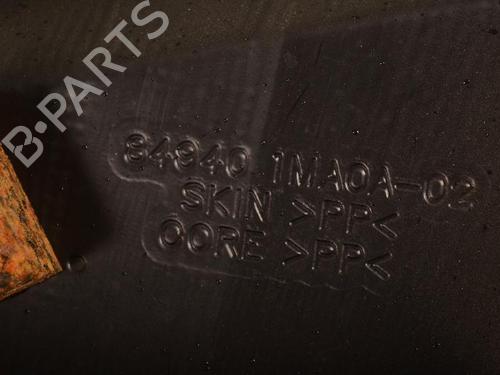 B-PARTS
84940 1MA0A-02
SKIN >PP<
CORE >PP<